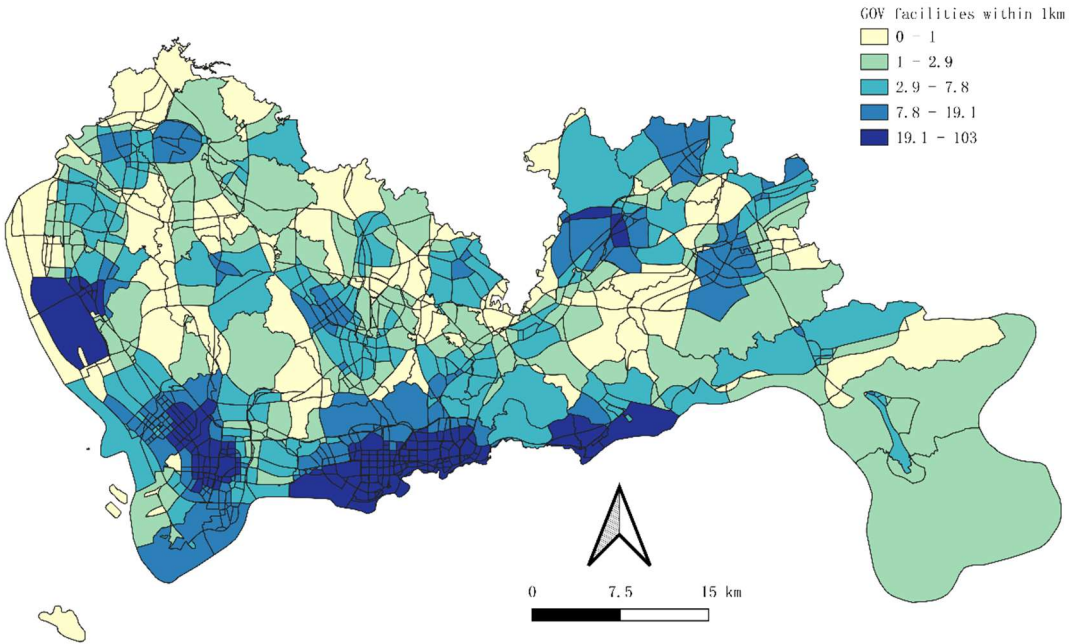 GOV facilities within 1km
0 - 1
1 - 2.9
2.9 - 7.8
7.8 - 19.1
19.1 - 103
0 7.5 15 km